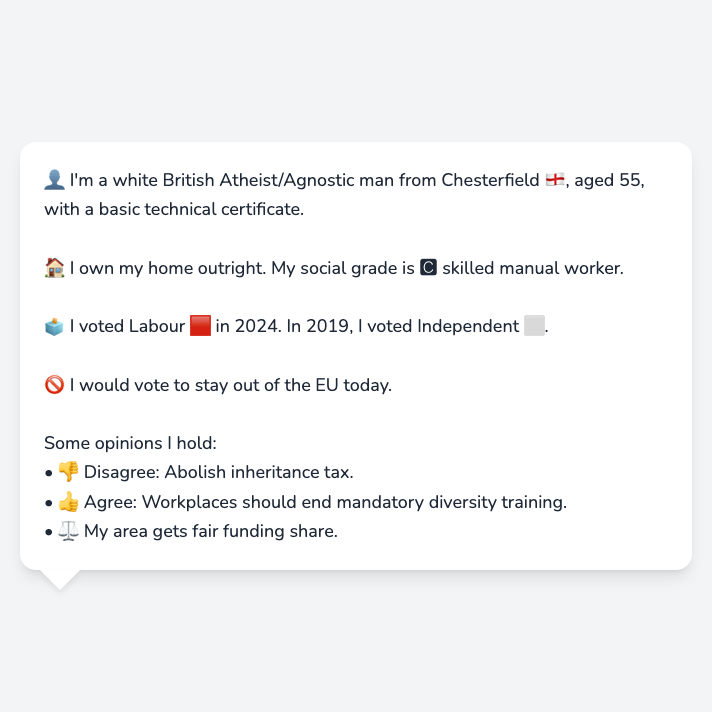 👤 I'm a white British Atheist/Agnostic man from Chesterfield 🏴󠁧󠁢󠁥󠁮󠁧󠁿, aged 55,
with a basic technical certificate.
🏠 I own my home outright. My social grade is 🅲 skilled manual worker.
🗳️ I voted Labour 🟥 in 2024. In 2019, I voted Independent ⬜.
🚫 I would vote to stay out of the EU today.
Some opinions I hold:
• 👎 Disagree: Abolish inheritance tax.
• 👍 Agree: Workplaces should end mandatory diversity training.
• ⚖️ My area gets fair funding share.